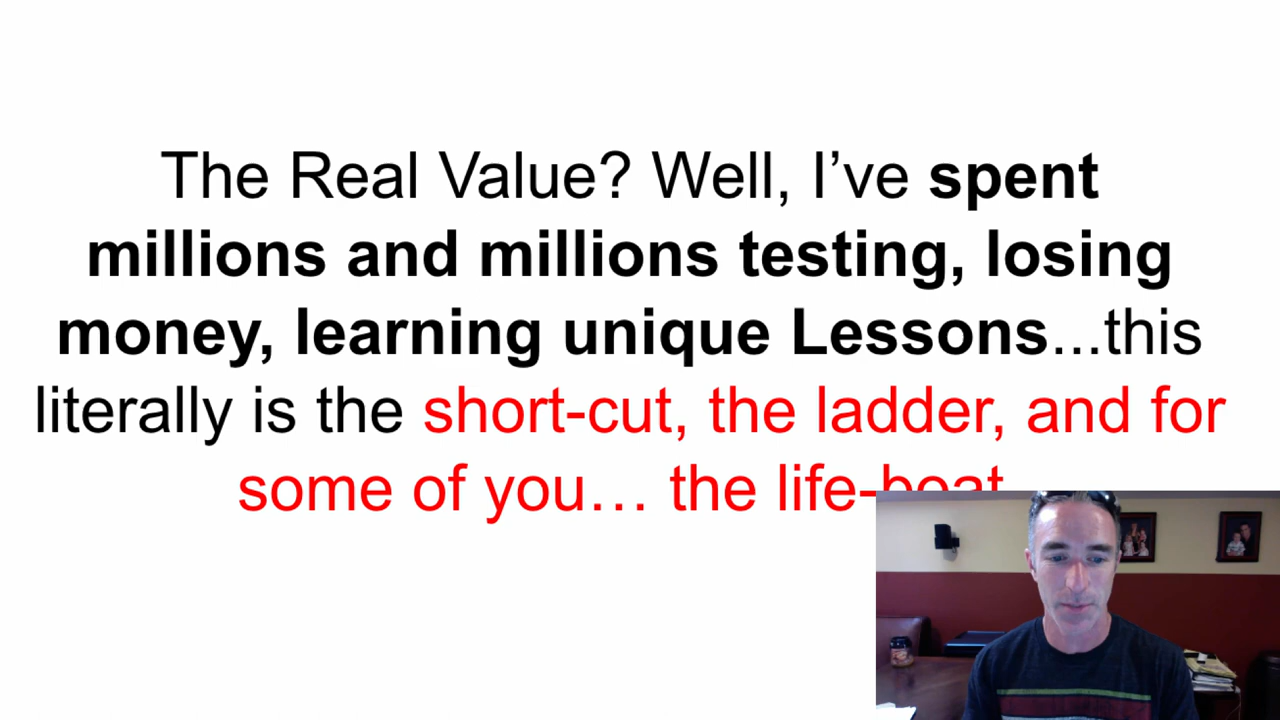 The Real Value? Well, I’ve spent
millions and millions testing, losing
money, learning unique Lessons...this
literally is the short-cut, the ladder, and for
some of you… the life-boat